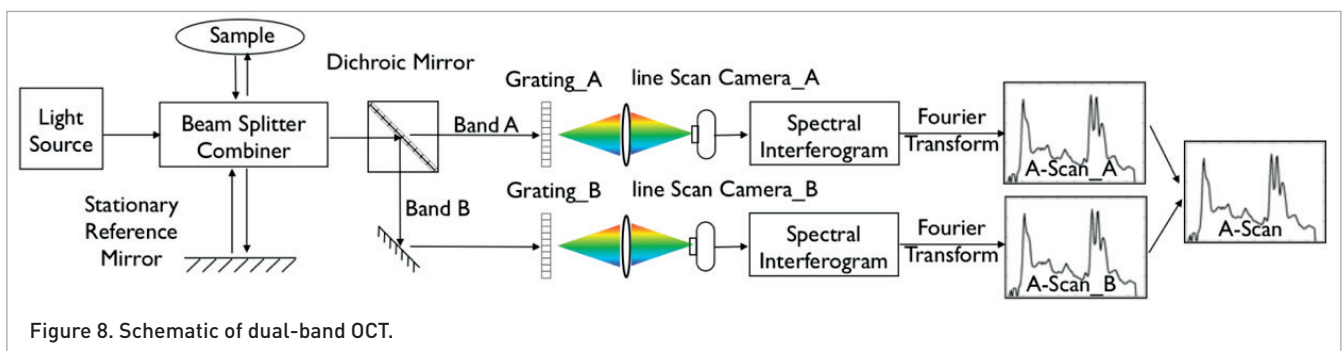 Sample
Light
Source
Beam Splitter
Combiner
Stationary
Reference
Mirror
Dichroic Mirror
Band A
Band B
Grating_A
line Scan Camera_A
Spectral
Interferogram
Fourier
Transform
A-Scan_A
Grating_B
line Scan Camera_B
Spectral
Interferogram
Fourier
Transform
A-Scan_B
A-Scan
Figure 8. Schematic of dual-band OCT.